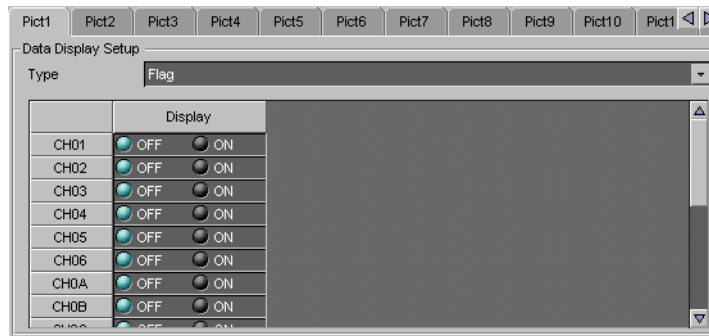 Pict1 Pict2 Pict3 Pict4 Pict5 Pict6 Pict7 Pict8 Pict9 Pict10 Pict1
Data Display Setup
Type Flag
Display
CH01 OFF ON
CH02 OFF ON
CH03 OFF ON
CH04 OFF ON
CH05 OFF ON
CH06 OFF ON
CH0A OFF ON
CH0B OFF ON